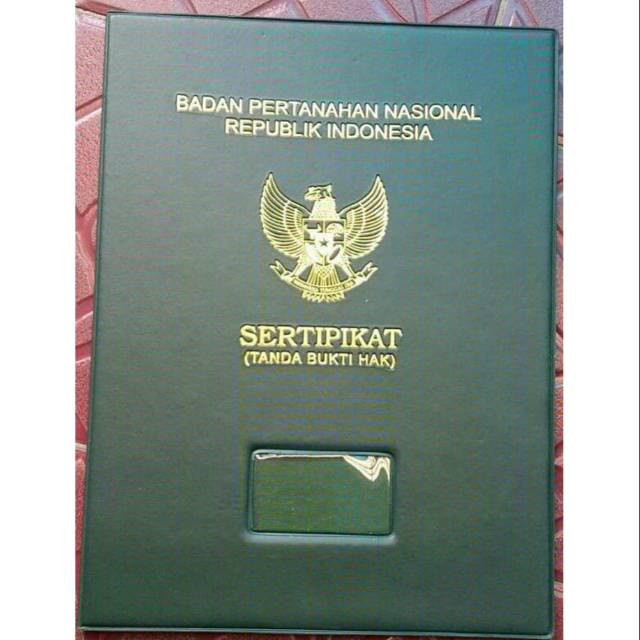 BADAN PERTANAHAN NASIONAL
REPUBLIK INDONESIA
SERTIPIKAT
(TANDA BUKTI HAK)